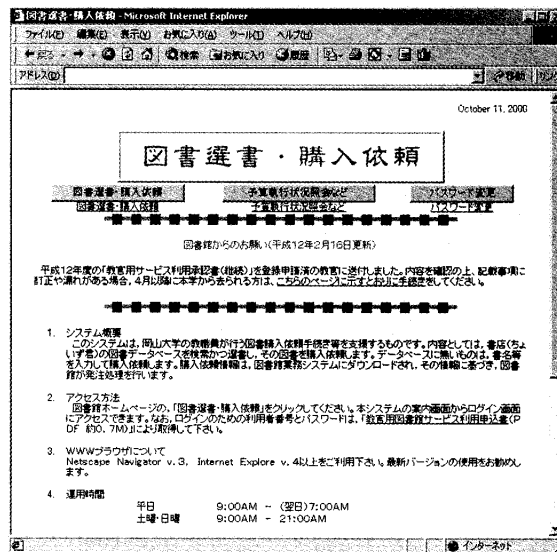 図書選書・購入依頼 - Microsoft Internet Explorer
ファイル(F) 編集(E) 表示(V) お気に入り(A) ツール(T) ヘルプ(H)
戻る 検索 お気に入り 履歴
アドレス(D) 移動 リンク
October 11, 2000
図書選書・購入依頼
図書選書・購入依頼 予算執行状況照会など パスワード変更
図書選書・購入依頼 予算執行状況照会など パスワード変更
図書館からのお願い(平成12年2月16日更新)
平成12年度の「教官用サービス利用承認書(継続)」を登録申請済の教官に送付しました。内容を確認の上、記載事項に
訂正や漏れがある場合、4月以降に本学から去られる方は、こちらのページに示すとおりに手続きをしてください。
1. システム概要
このシステムは、岡山大学の教職員が行う図書購入依頼手続き等を支援するものです。内容としては、書店(ちょ
いず君)の図書データベースを検索かつ選書し、その図書を購入依頼します。データベースに無いものは、書名等
を入力して購入依頼します。購入依頼情報は、図書館業務システムにダウンロードされ、その情報に基づき、図書
館が発注処理を行います。
2. アクセス方法
図書館ホームページの、「図書選書・購入依頼」をクリックしてください。本システムの案内画面からログイン画面
にアクセスできます。なお、ログインのための利用者番号とパスワードは、「教官用図書館サービス利用申込書(P
DF 約0.7M)」により取得して下さい。
3. WWWブラウザについて
Netscape Navigator v.3, Internet Explore v.4以上をご利用下さい。最新バージョンの使用をお勧めし
ます。
4. 運用時間
平日 9:00AM ~ (翌日)7:00AM
土曜・日曜 9:00AM ~ 21:00AM
インターネット